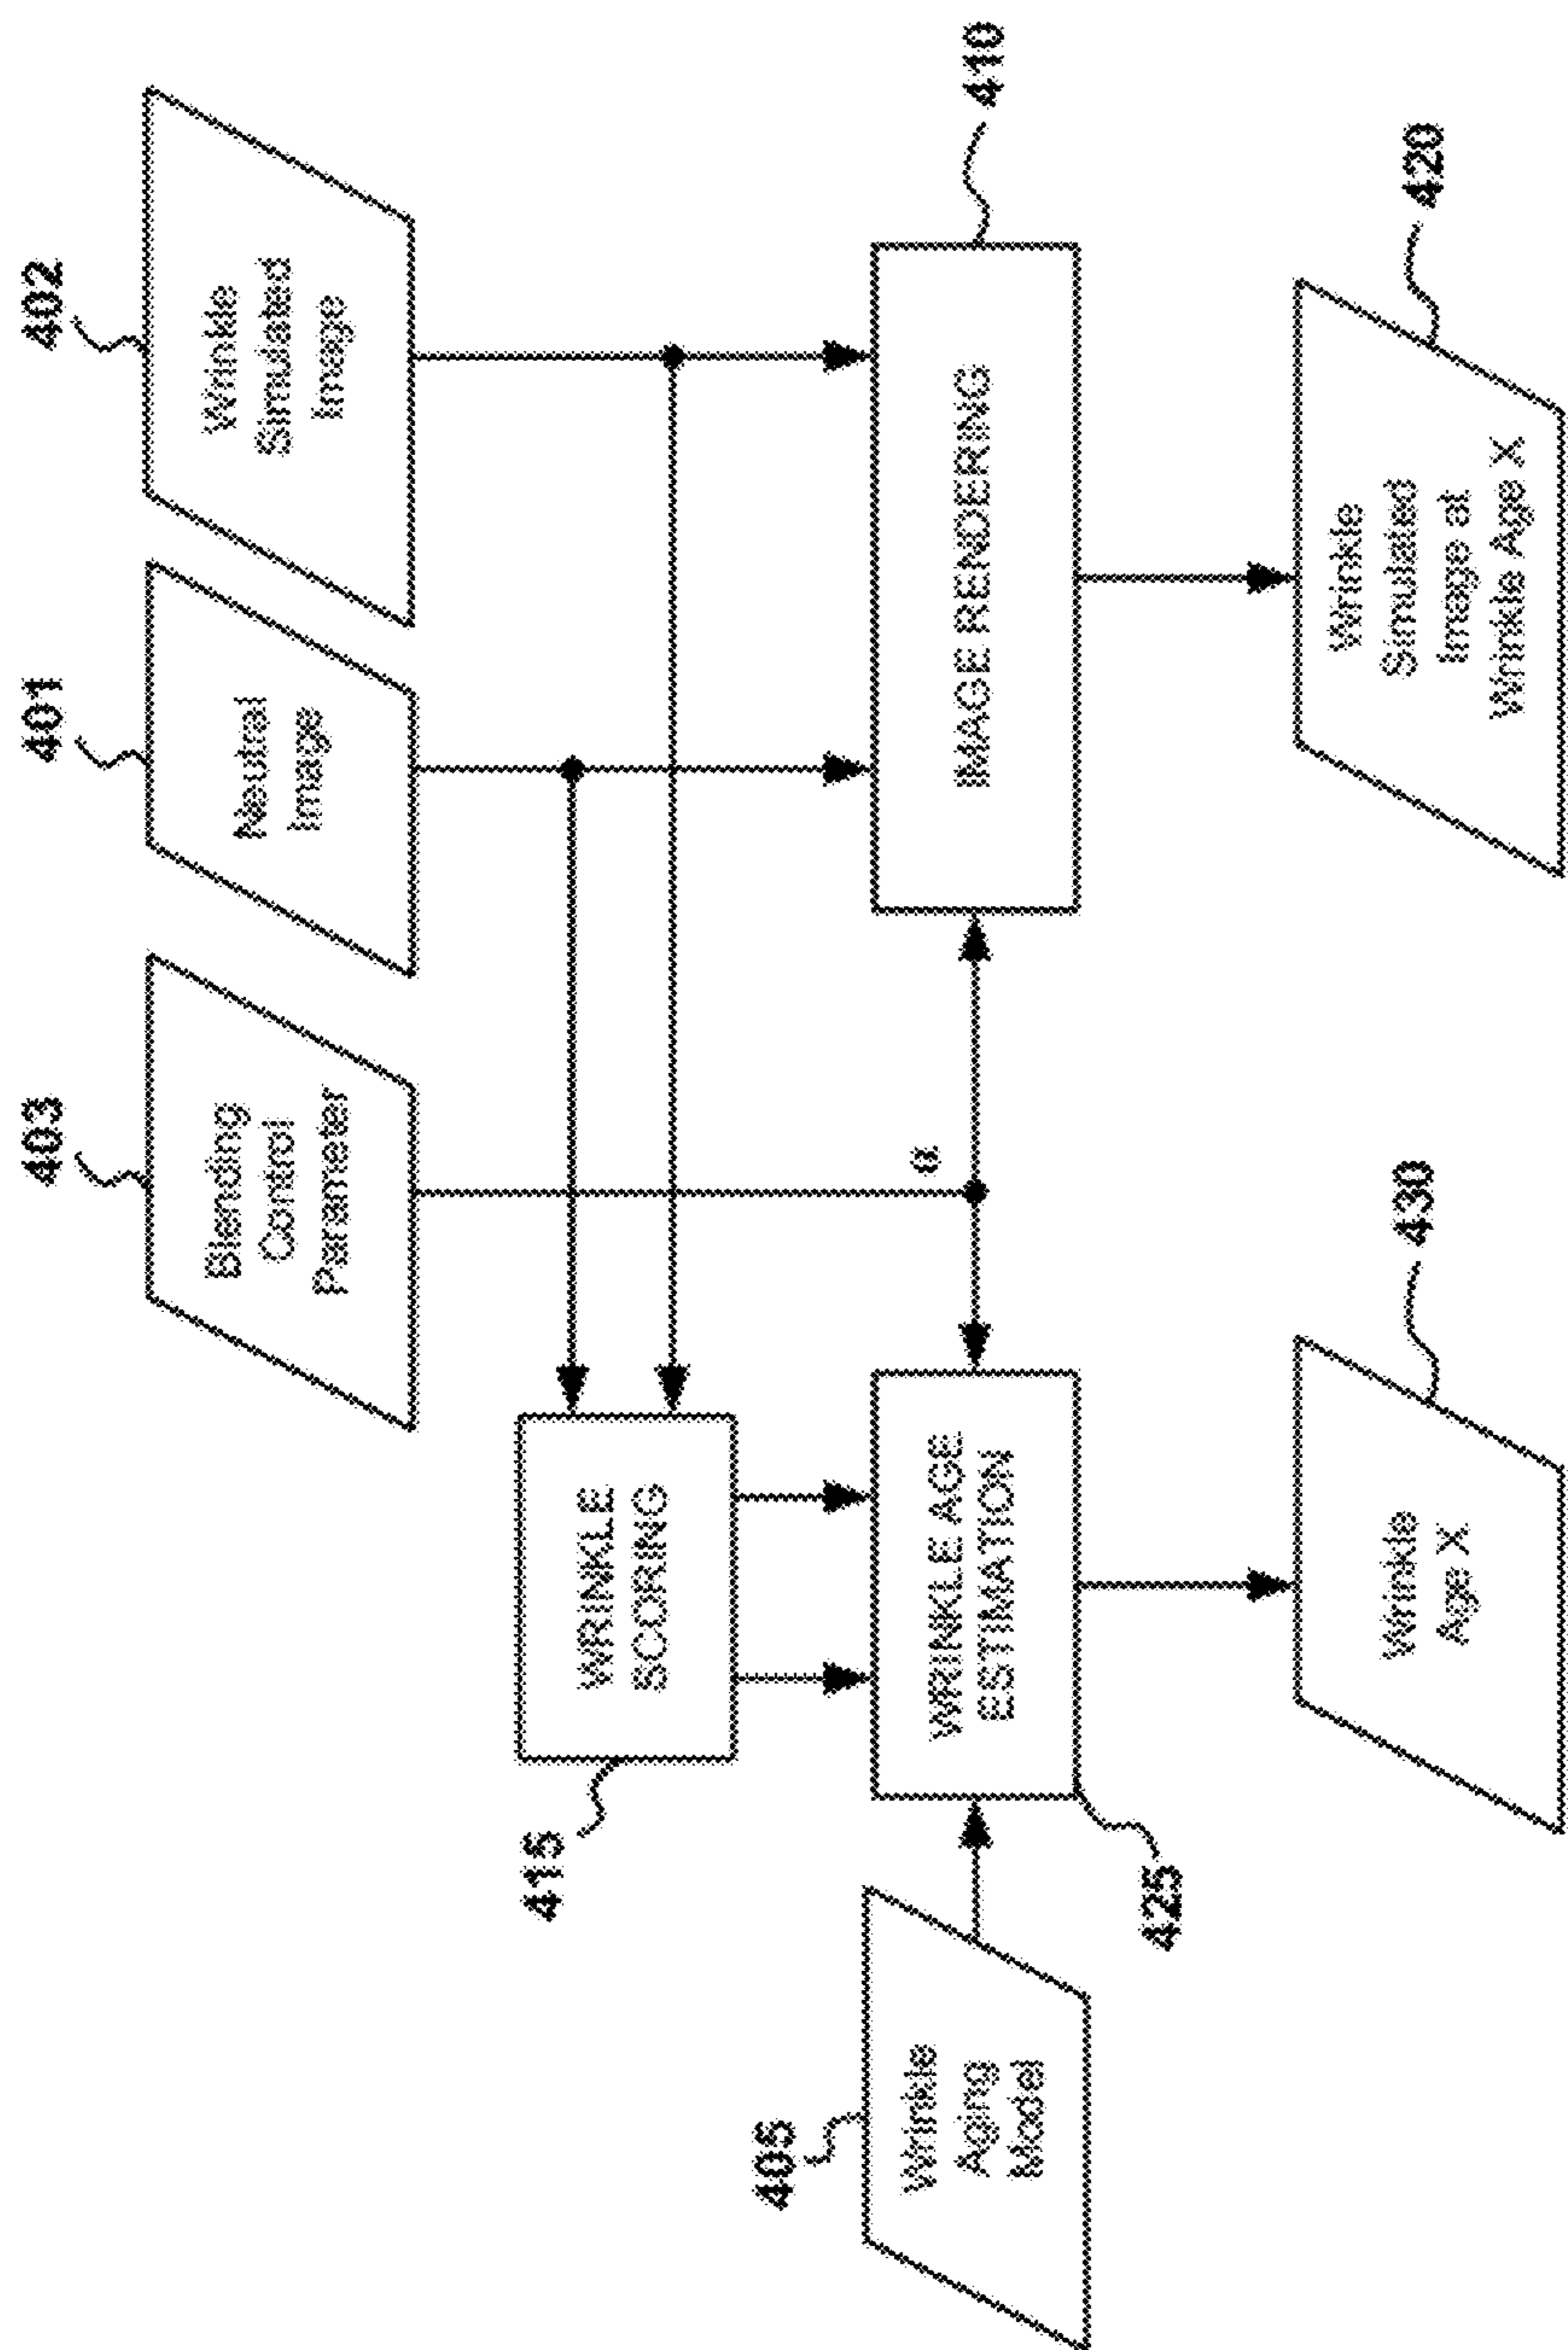 403
401
402
Blending
Control
Parameter
Neutral
Image
Wrinkle
Simulated
Image
415
WRINKLE
SCORING
405
Wrinkle
Aging
Model
WRINKLE AGE
ESTIMATION
α
IMAGE RENDERING
410
425
Wrinkle
Age X
430
Wrinkle
Simulated
Image at
Wrinkle Age X
420